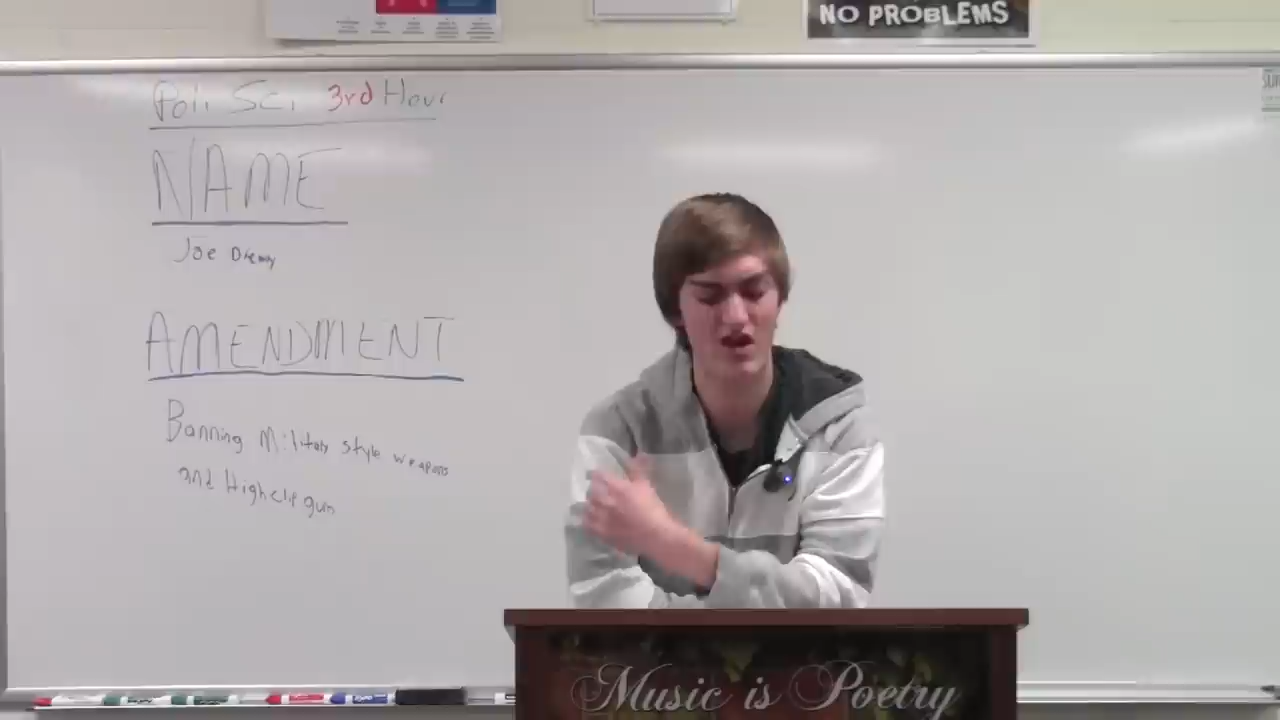 NO PROBLEMS
Poli. Sci. 3rd Hour
NAME
Joe
AMENDMENT
Banning Military style weapons
and High clip gun
Music is Poetry